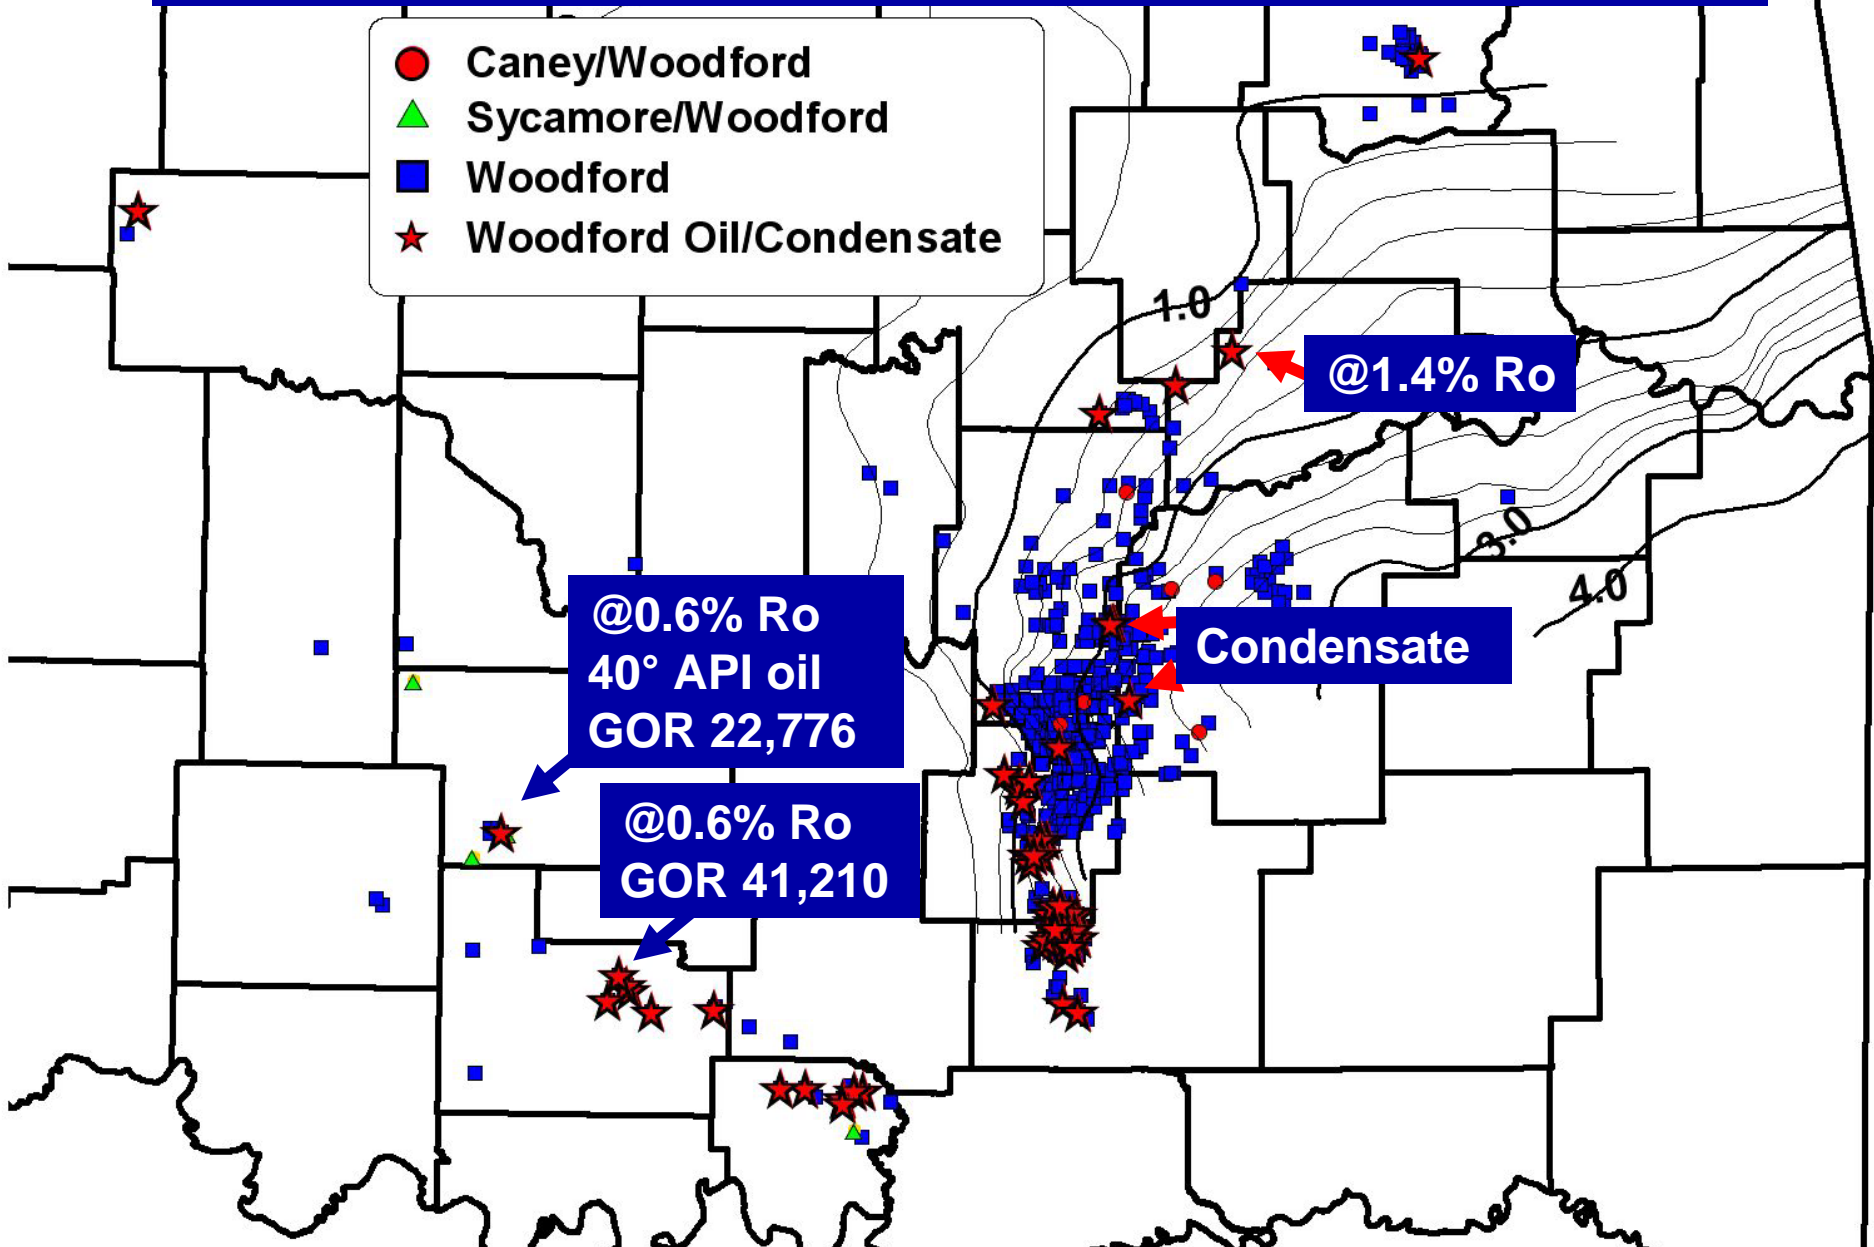 Caney/Woodford
Sycamore/Woodford
Woodford
Woodford Oil/Condensate
1.0
@1.4% Ro
3.0
4.0
@0.6% Ro
40° API oil
GOR 22,776
Condensate
@0.6% Ro
GOR 41,210